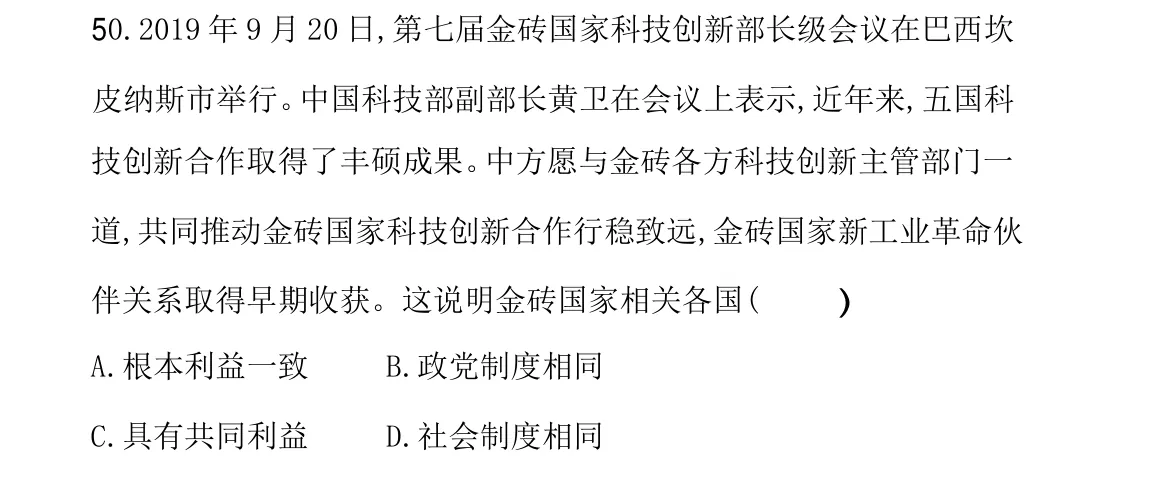 50.2019年9月20日,第七届金砖国家科技创新部长级会议在巴西坎
皮纳斯市举行。中国科技部副部长黄卫在会议上表示,近年来,五国科
技创新合作取得了丰硕成果。中方愿与金砖各方科技创新主管部门一
道,共同推动金砖国家科技创新合作行稳致远,金砖国家新工业革命伙
伴关系取得早期收获。这说明金砖国家相关各国(  )
A.根本利益一致  B.政党制度相同
C.具有共同利益  D.社会制度相同